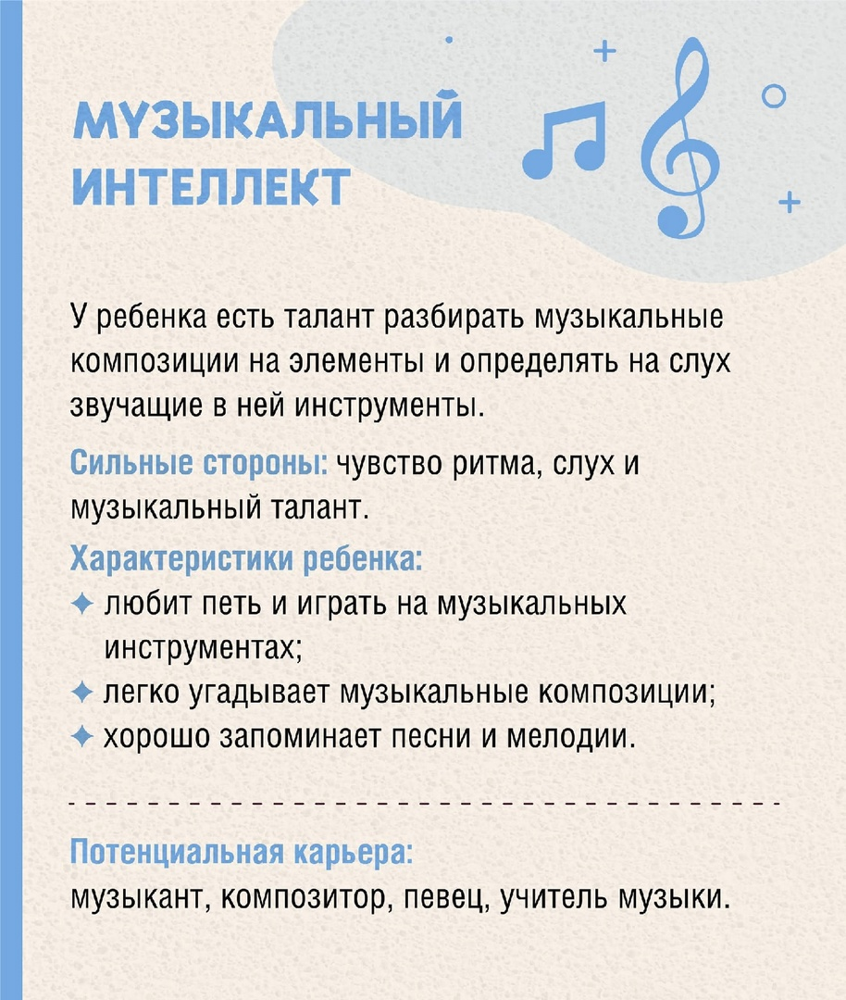 МУЗЫКАЛЬНЫЙ
ИНТЕЛЛЕКТ
У ребенка есть талант разбирать музыкальные
композиции на элементы и определять на слух
звучащие в ней инструменты.
Сильные стороны: чувство ритма, слух и
музыкальный талант.
Характеристики ребенка:
✦ любит петь и играть на музыкальных
инструментах;
✦ легко угадывает музыкальные композиции;
✦ хорошо запоминает песни и мелодии.
Потенциальная карьера:
музыкант, композитор, певец, учитель музыки.